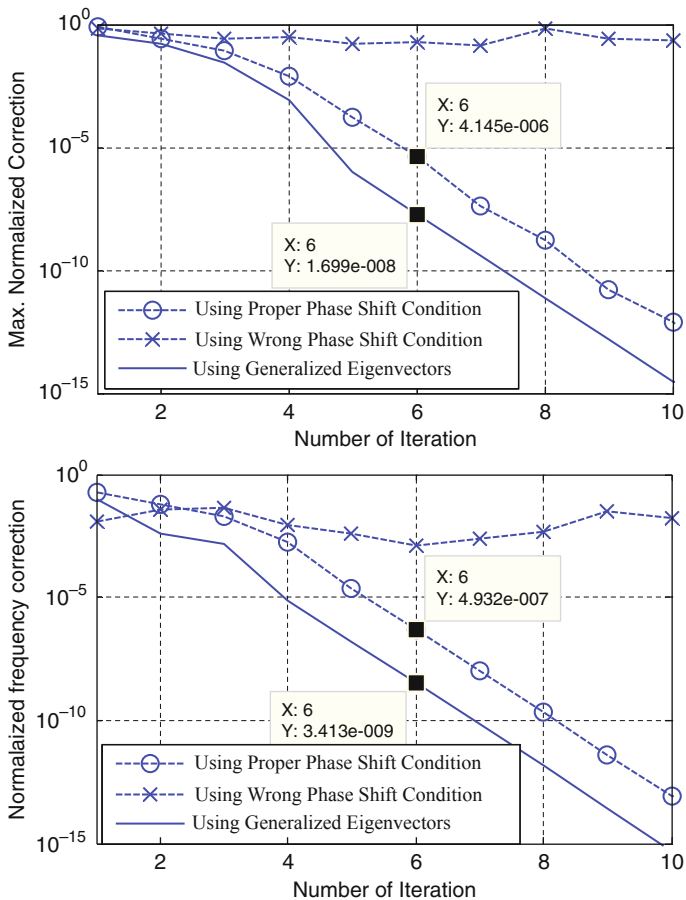 10^0
10^-5
10^-10
10^-15
Max. Normalaized Correction
X: 6
Y: 4.145e-006
X: 6
Y: 1.699e-008
Using Proper Phase Shift Condition
Using Wrong Phase Shift Condition
Using Generalized Eigenvectors
2 4 6 8 10
Number of Iteration
10^0
10^-5
10^-10
10^-15
Normalaized frequency correction
X: 6
Y: 4.932e-007
X: 6
Y: 3.413e-009
Using Proper Phase Shift Condition
Using Wrong Phase Shift Condition
Using Generalized Eigenvectors
2 4 6 8 10
Number of Iteration